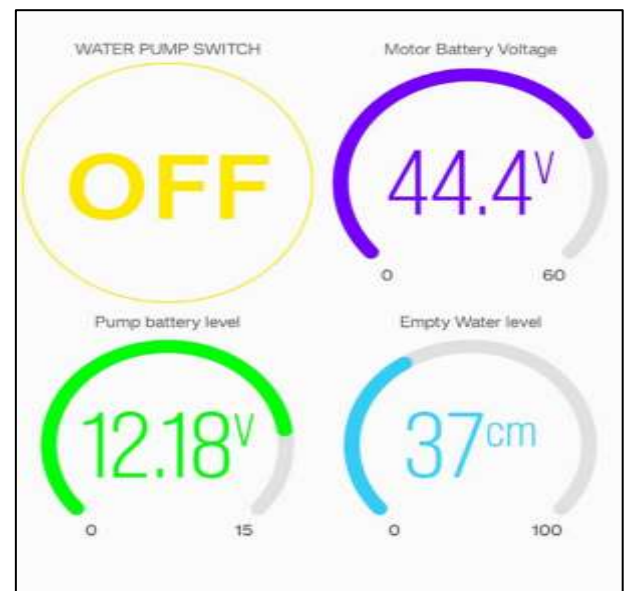 WATER PUMP SWITCH
OFF
Motor Battery Voltage
44.4V
0 60
Pump battery level
12.18V
0 15
Empty Water level
37cm
0 100